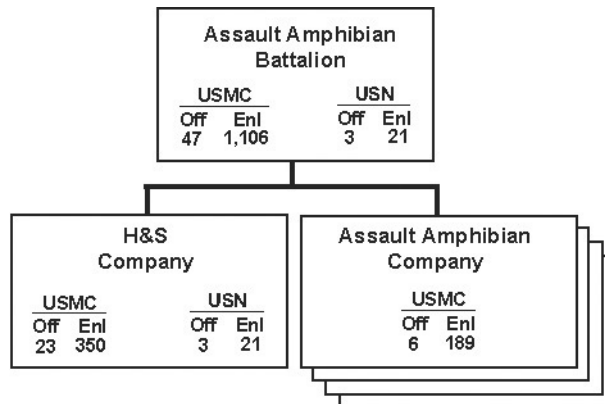 Assault Amphibian
Battalion
USMC USN
Off Enl Off Enl
47 1,106 3 21
H&S
Company
USMC USN
Off Enl Off Enl
23 350 3 21
Assault Amphibian
Company
USMC
Off Enl
6 189